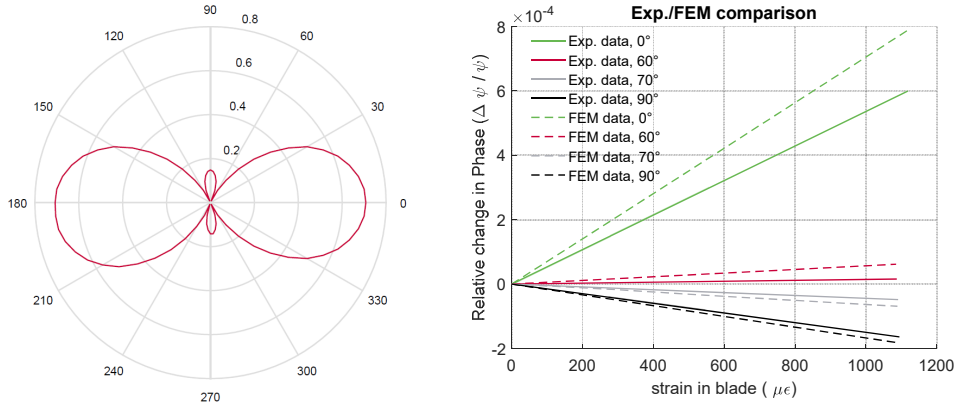 90
0.8
120
60
0.6
150
0.4
30
0.2
180
0
210
330
240
300
270
Exp./FEM comparison
×10-4
8
6
4
2
0
-2
Relative change in Phase (Δ ψ / ψ)
Exp. data, 0°
Exp. data, 60°
Exp. data, 70°
Exp. data, 90°
FEM data, 0°
FEM data, 60°
FEM data, 70°
FEM data, 90°
0 200 400 600 800 1000 1200
strain in blade ( με)